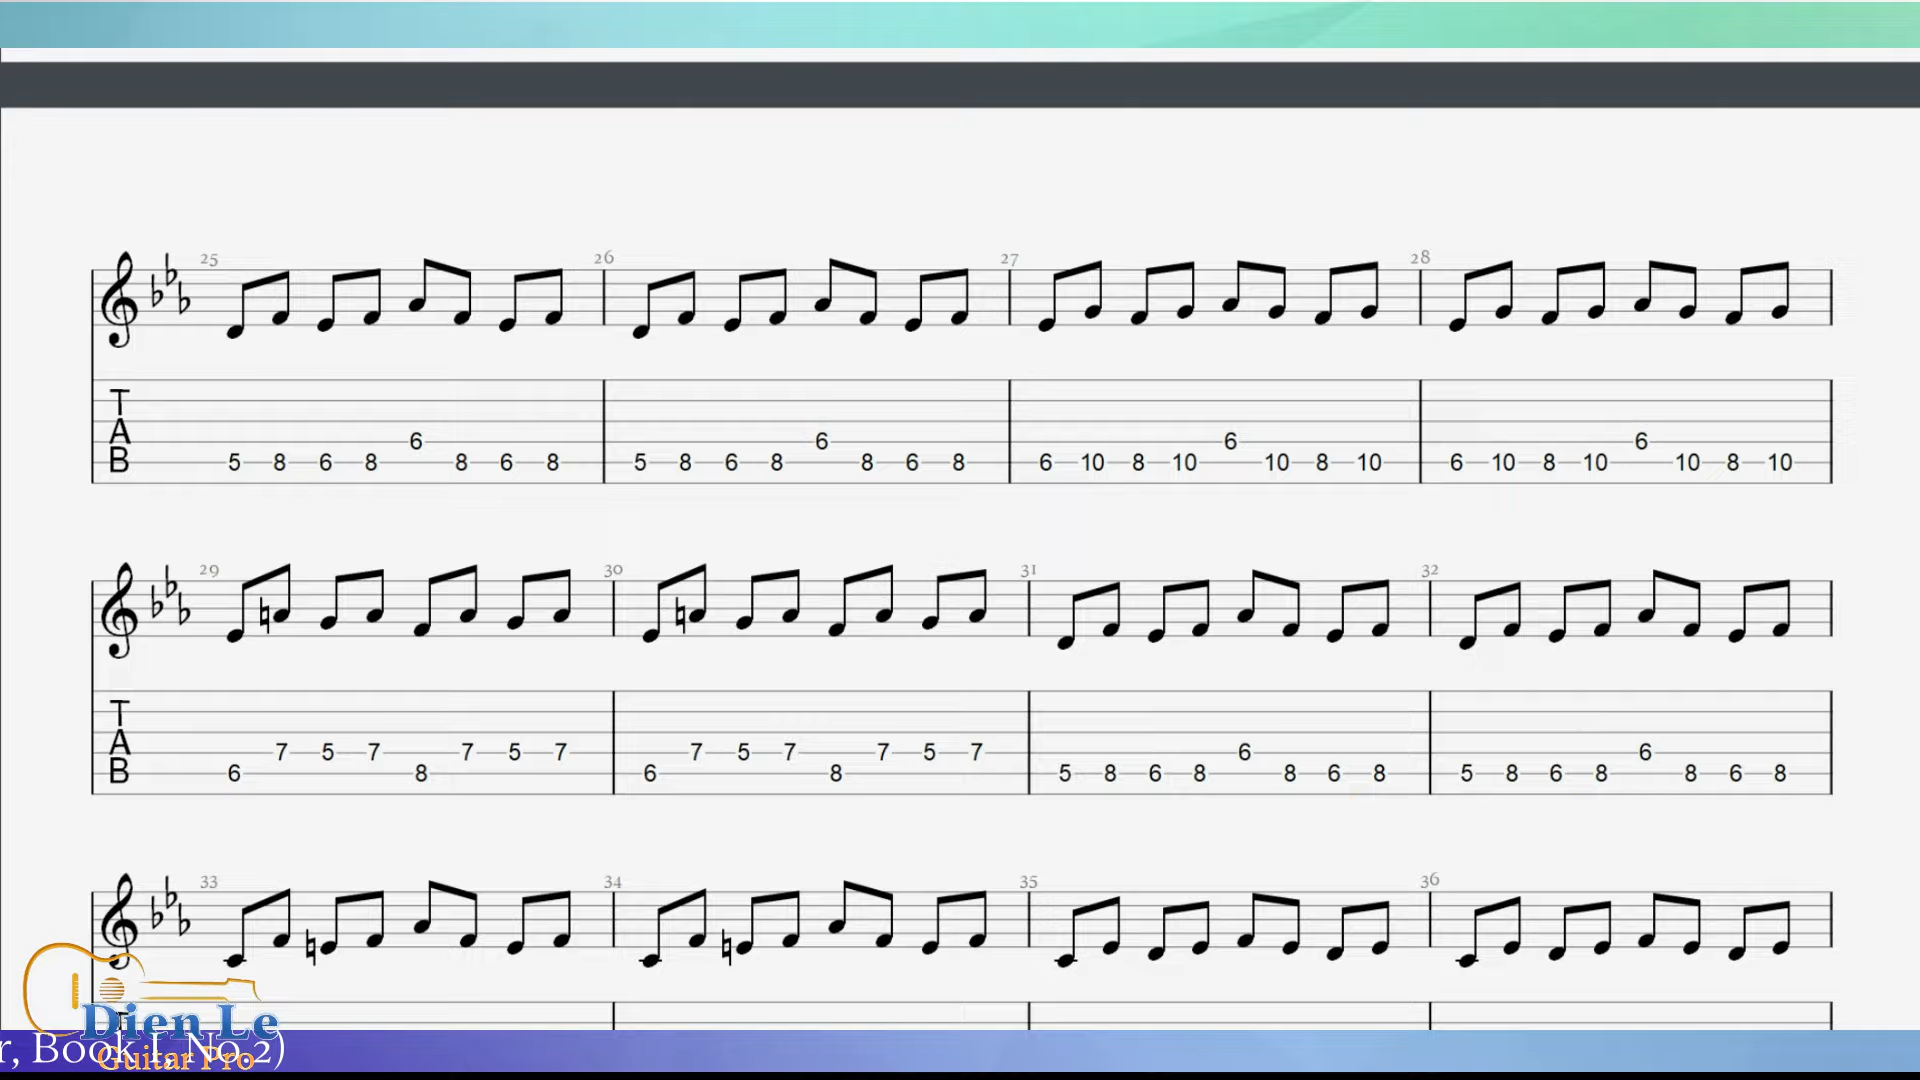 25 26 27 28
T
A 6 6 6 6
B 5 8 6 8 8 6 8 5 8 6 8 8 6 8 6 10 8 10 10 8 10 6 10 8 10 10 8 10
29 30 31 32
T
A 7 5 7 7 5 7 7 5 7 7 5 7 6 6
B 6 8 6 8 5 8 6 8 8 6 8 5 8 6 8 8 6 8
33 34 35 36
Dien Le
Guitar Pro
r, Book I, No.2)